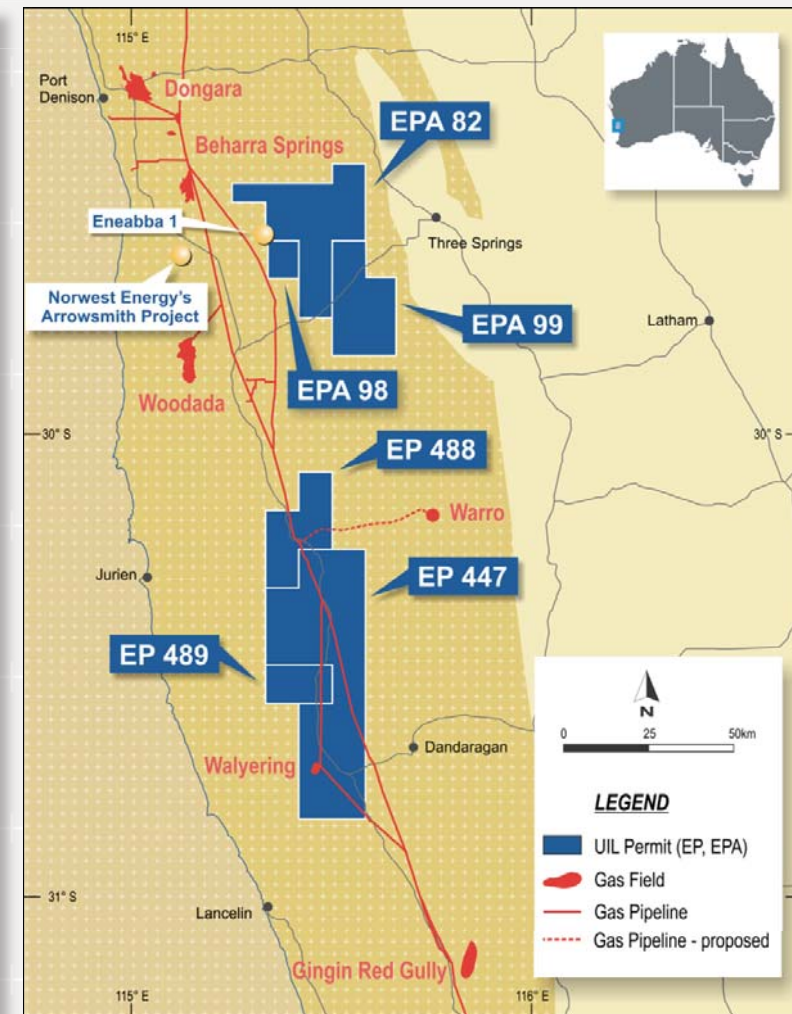 115° E
Port
Denison
Dongara
EPA 82
Beharra Springs
Eneabba 1
Three Springs
Norwest Energy's
Arrowsmith Project
EPA 99
Latham
EPA 98
Woodada
30° S
30° S
EP 488
Warro
Jurien
EP 447
EP 489
N
0 25 50km
Dandaragan
Walyering
LEGEND
UIL Permit (EP, EPA)
Gas Field
31° S
Gas Pipeline
Lancelin
Gas Pipeline - proposed
Gingin Red Gully
115° E
116° E